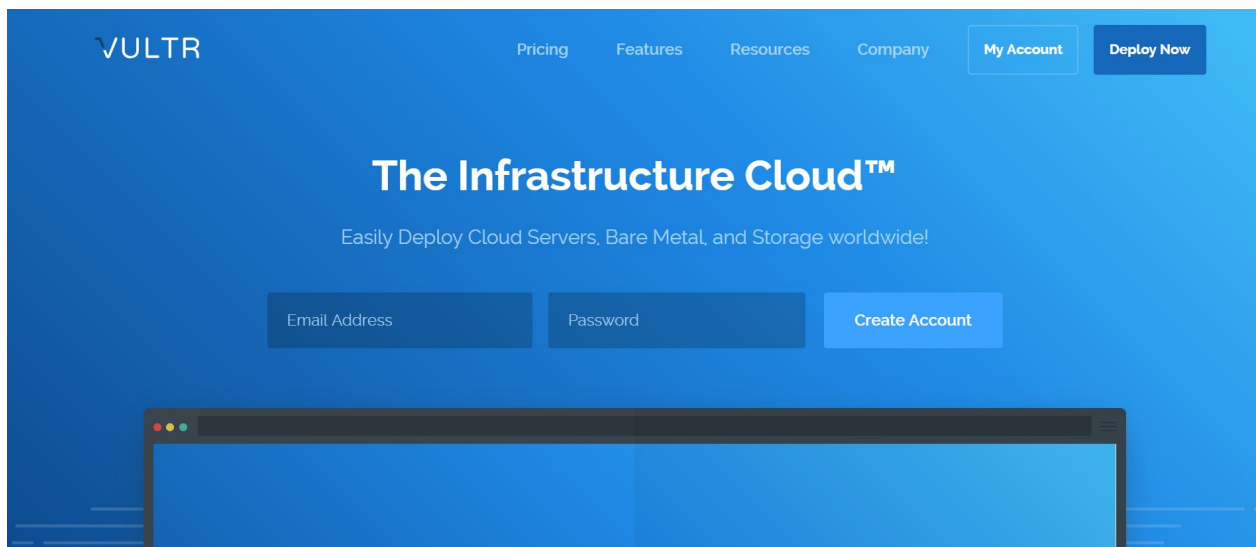 VULTR
Pricing Features Resources Company My Account Deploy Now
The Infrastructure Cloud™
Easily Deploy Cloud Servers, Bare Metal, and Storage worldwide!
Email Address Password Create Account